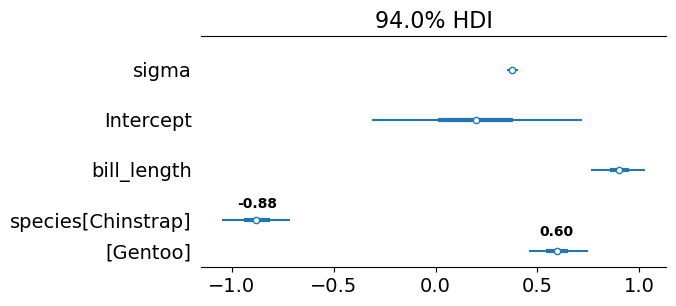 94.0% HDI
sigma
Intercept
bill_length
species[Chinstrap]
-0.88
[Gentoo]
0.60
−1.0 −0.5 0.0 0.5 1.0